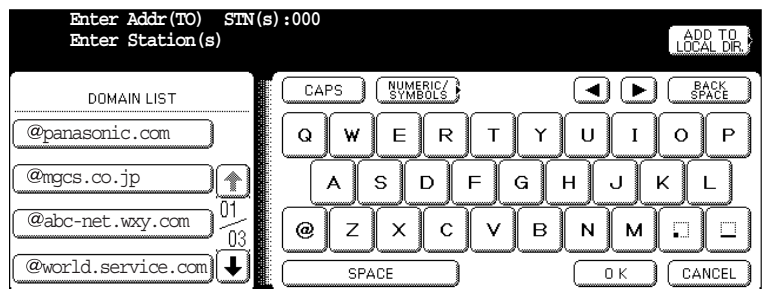 Enter Addr(TO) STN(s):000
Enter Station(s)
ADD TO
LOCAL DIR.
DOMAIN LIST
@panasonic.com
@mgcs.co.jp
@abc-net.wxy.com
@world.service.com
01
03
CAPS
NUMERIC/
SYMBOLS
BACK
SPACE
Q W E R T Y U I O P
A S D F G H J K L
@ Z X C V B N M . _
SPACE
OK
CANCEL